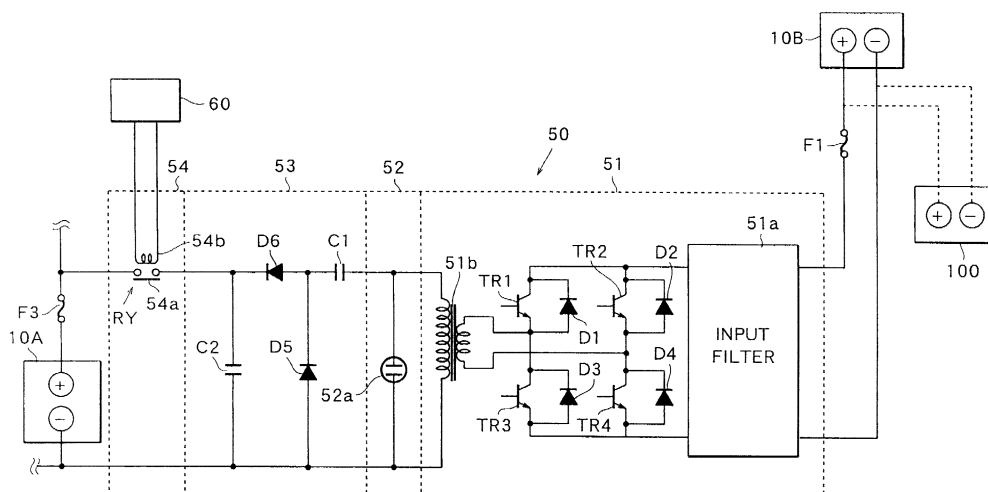 10B
+
−
60
F1
50
54
53
52
51
+
−
100
54b
D6
C1
51b
TR1
TR2
D2
51a
F3
RY
54a
D1
INPUT
FILTER
10A
C2
D5
52a
D3
D4
+
−
TR3
TR4